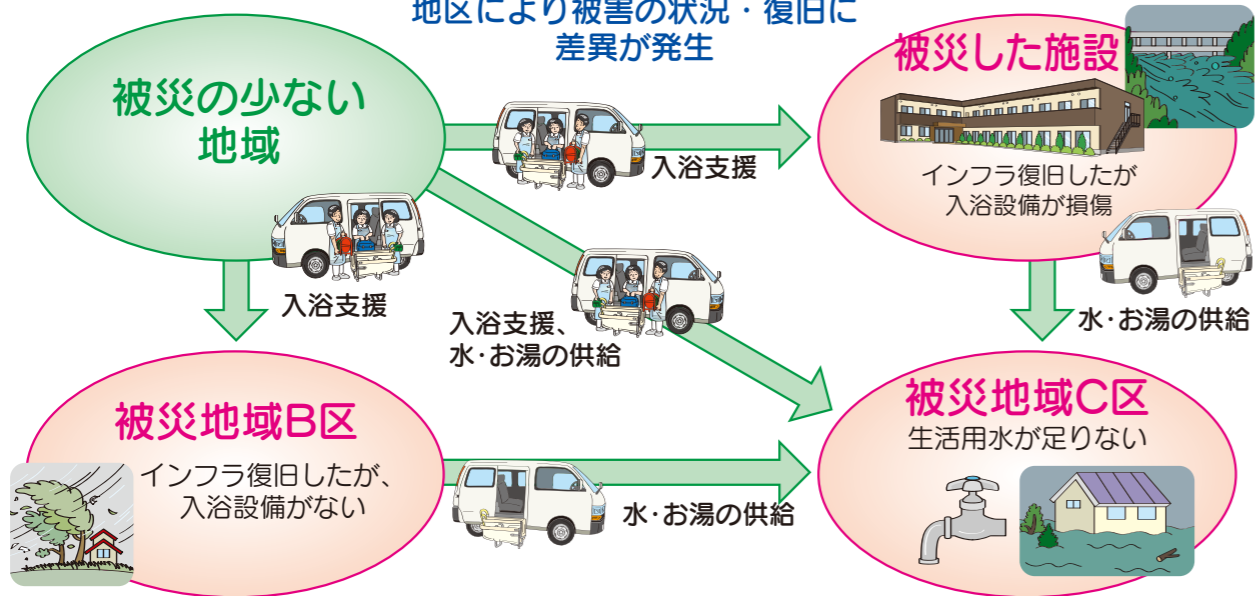 地区により被害の状況・復旧に
差異が発生
被災の少ない
地域
入浴支援
被災した施設
インフラ復旧したが
入浴設備が損傷
入浴支援
入浴支援、
水・お湯の供給
水・お湯の供給
被災地域B区
インフラ復旧したが、
入浴設備がない
水・お湯の供給
被災地域C区
生活用水が足りない